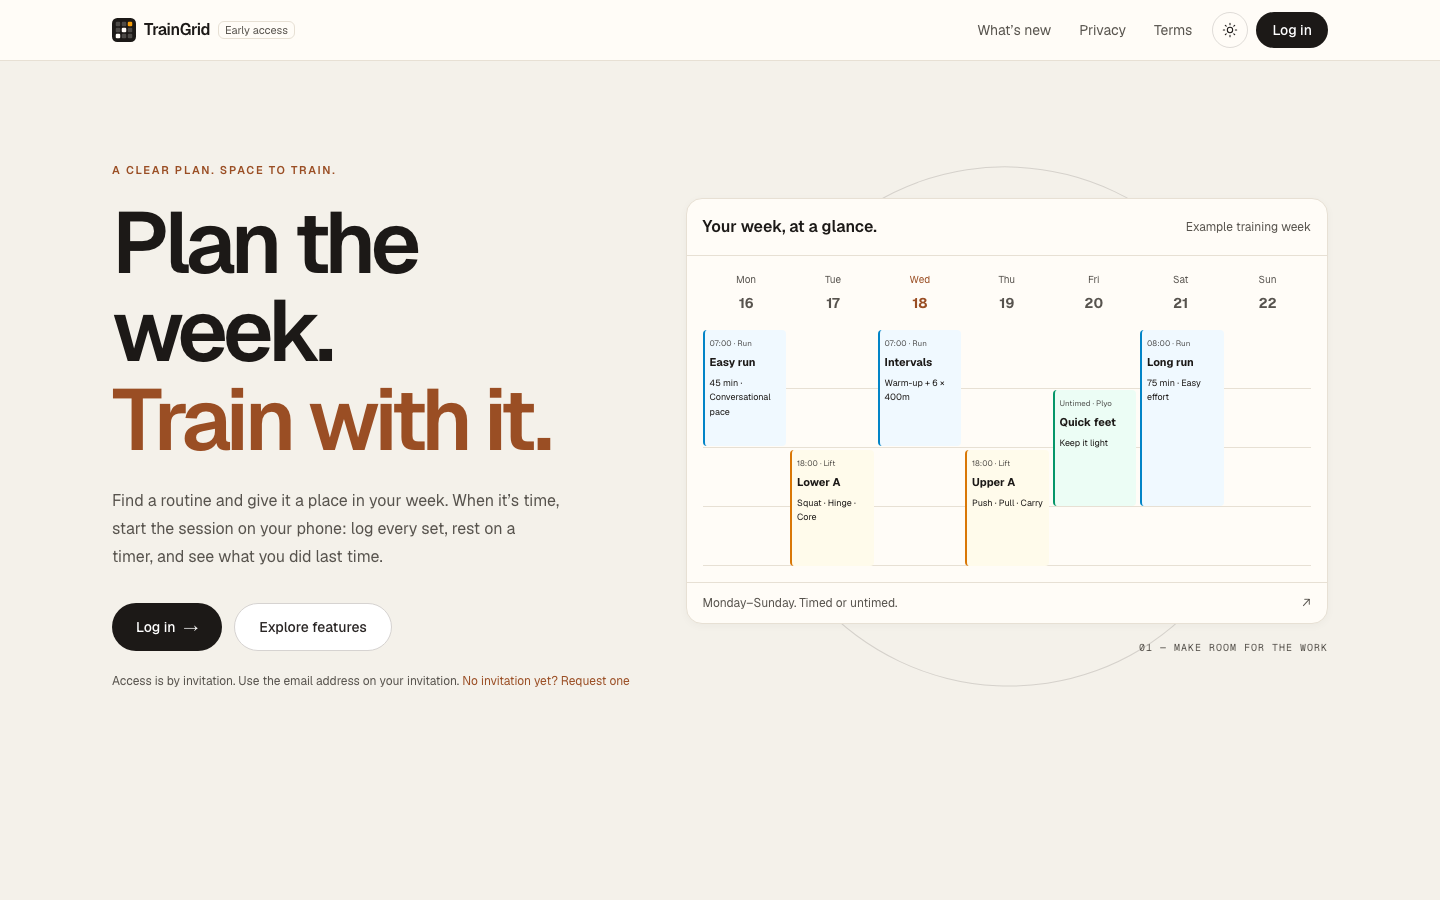 TrainGrid
Early access
What's new
Privacy
Terms
Log in
A CLEAR PLAN. SPACE TO TRAIN.
Plan the
week.
Train with it.
Find a routine and give it a place in your week. When it's time,
start the session on your phone: log every set, rest on a
timer, and see what you did last time.
Log in →
Explore features
Access is by invitation. Use the email address on your invitation. No invitation yet? Request one
Your week, at a glance.
Example training week
Mon
16
Tue
17
Wed
18
Thu
19
Fri
20
Sat
21
Sun
22
07:00 · Run
Easy run
45 min ·
Conversational
pace
18:00 · Lift
Lower A
Squat · Hinge ·
Core
07:00 · Run
Intervals
Warm-up + 6 ×
400m
18:00 · Lift
Upper A
Push · Pull · Carry
Untimed · Plyo
Quick feet
Keep it light
08:00 · Run
Long run
75 min · Easy
effort
Monday–Sunday. Timed or untimed.
↗
01 — MAKE ROOM FOR THE WORK